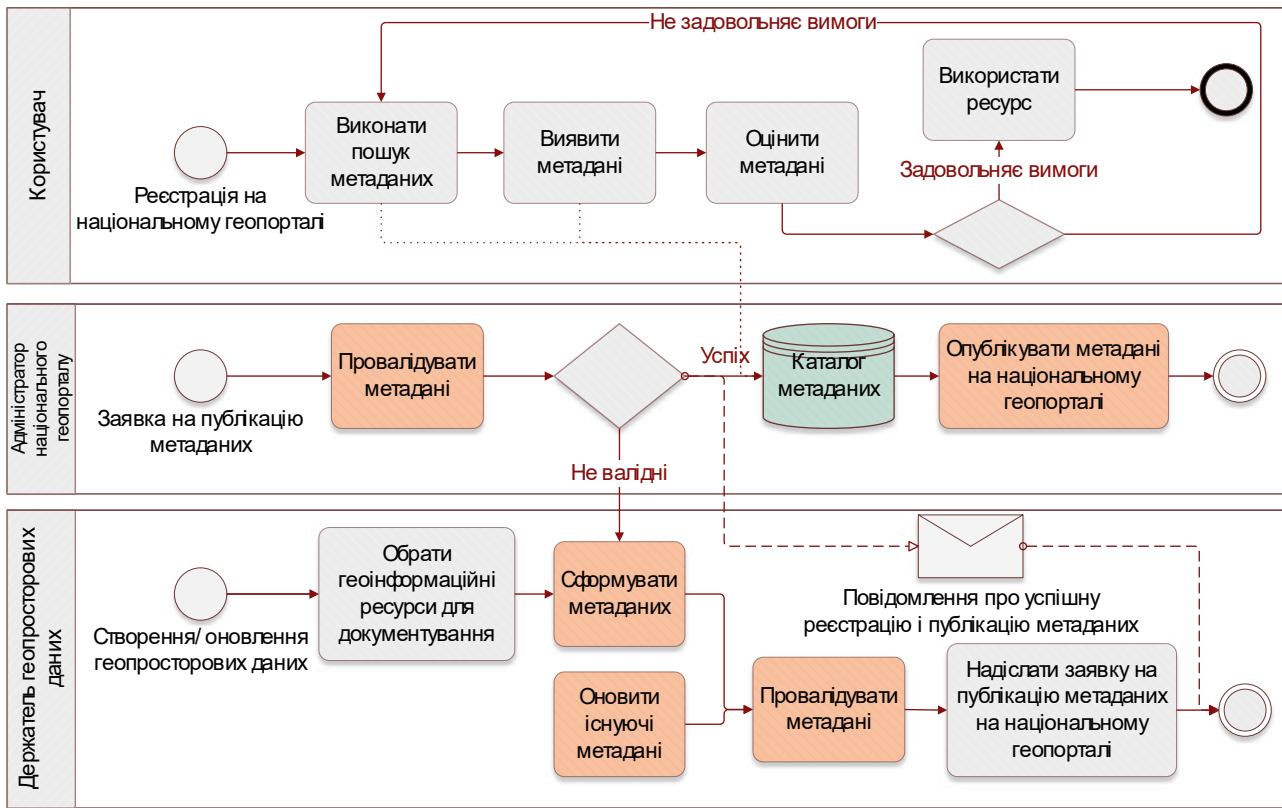 Користувач
Не задовольняє вимоги
Виконати
пошук
метаданих
Виявити
метадані
Оцінити
метадані
Використати
ресурс
Задовольняє вимоги
Реєстрація на
національному геопорталі
Адміністратор
національного
геопорталу
Провалідувати
метадані
Успіх
Каталог
метаданих
Опублікувати метадані
на національному
геопорталі
Заявка на публікацію
метаданих
Не валідні
Держатель геопросторових
даних
Обрати
геоінформаційні
ресурси для
документування
Сформувати
метаданих
Створення/ оновлення
геопросторових даних
Повідомлення про успішну
реєстрацію і публікацію метаданих
Оновити
існуючі
метадані
Провалідувати
метадані
Надіслати заявку на
публікацію метаданих
на національному
геопорталі